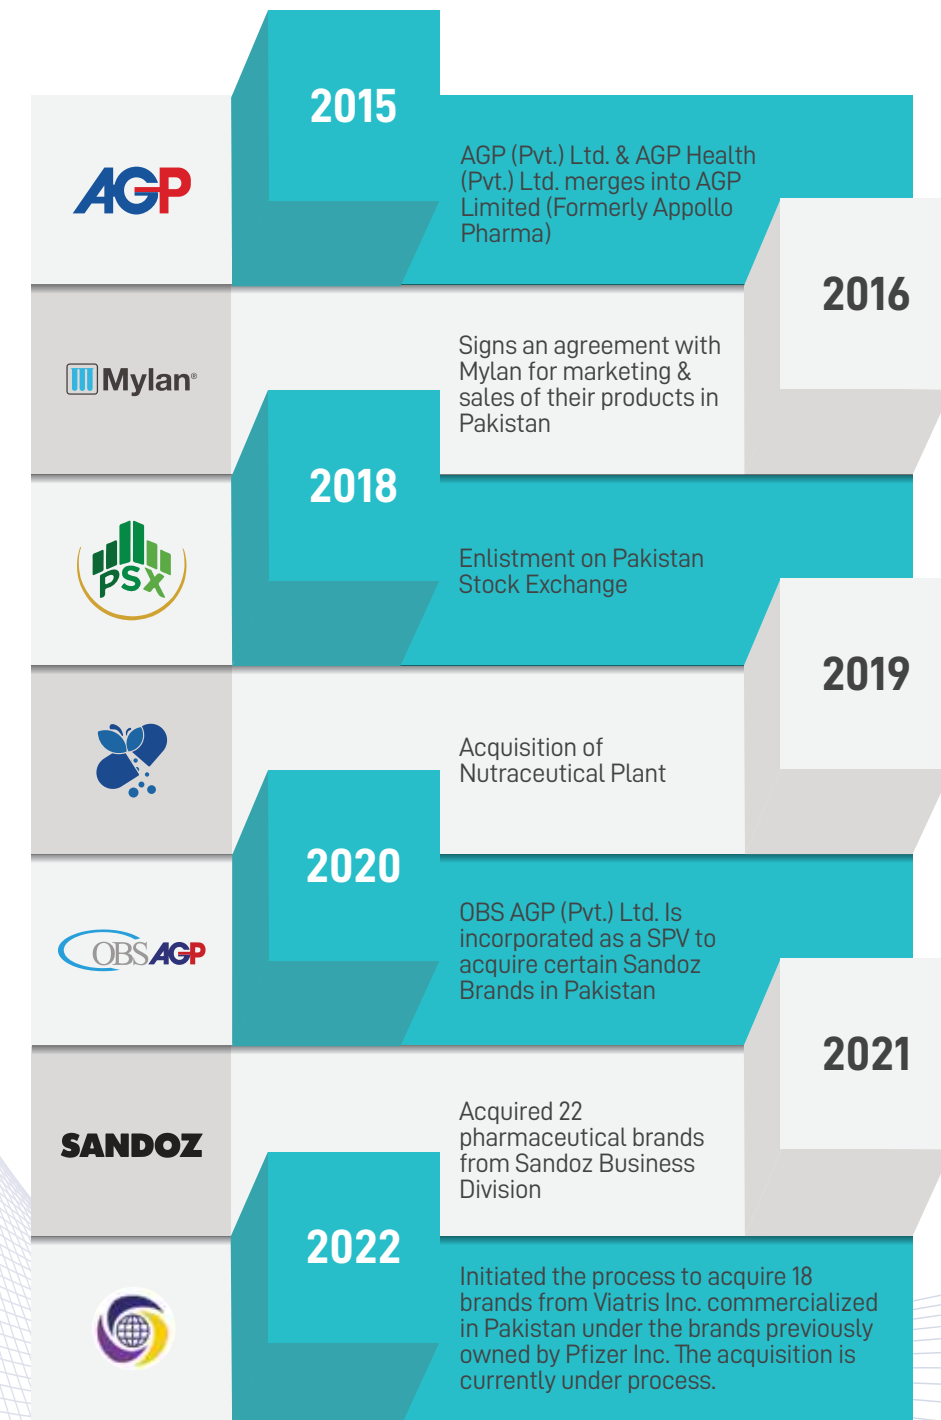 2015
AGP
AGP (Pvt.) Ltd. & AGP Health
(Pvt.) Ltd. merges into AGP
Limited (Formerly Appollo
Pharma)
2016
Mylan®
Signs an agreement with
Mylan for marketing &
sales of their products in
Pakistan
2018
PSX
Enlistment on Pakistan
Stock Exchange
2019
Acquisition of
Nutraceutical Plant
2020
OBS AGP
OBS AGP (Pvt.) Ltd. Is
incorporated as a SPV to
acquire certain Sandoz
Brands in Pakistan
2021
SANDOZ
Acquired 22
pharmaceutical brands
from Sandoz Business
Division
2022
Initiated the process to acquire 18
brands from Viatris Inc. commercialized
in Pakistan under the brands previously
owned by Pfizer Inc. The acquisition is
currently under process.